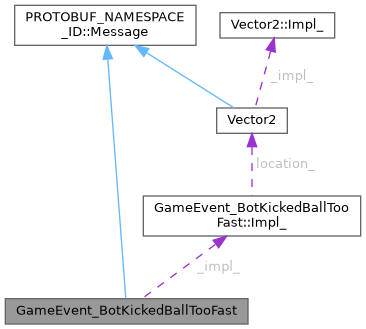 PROTOBUF_NAMESPACE
_ID::Message
Vector2::Impl_
_impl_
Vector2
location_
GameEvent_BotKickedBallToo
Fast::Impl_
_impl_
GameEvent_BotKickedBallTooFast